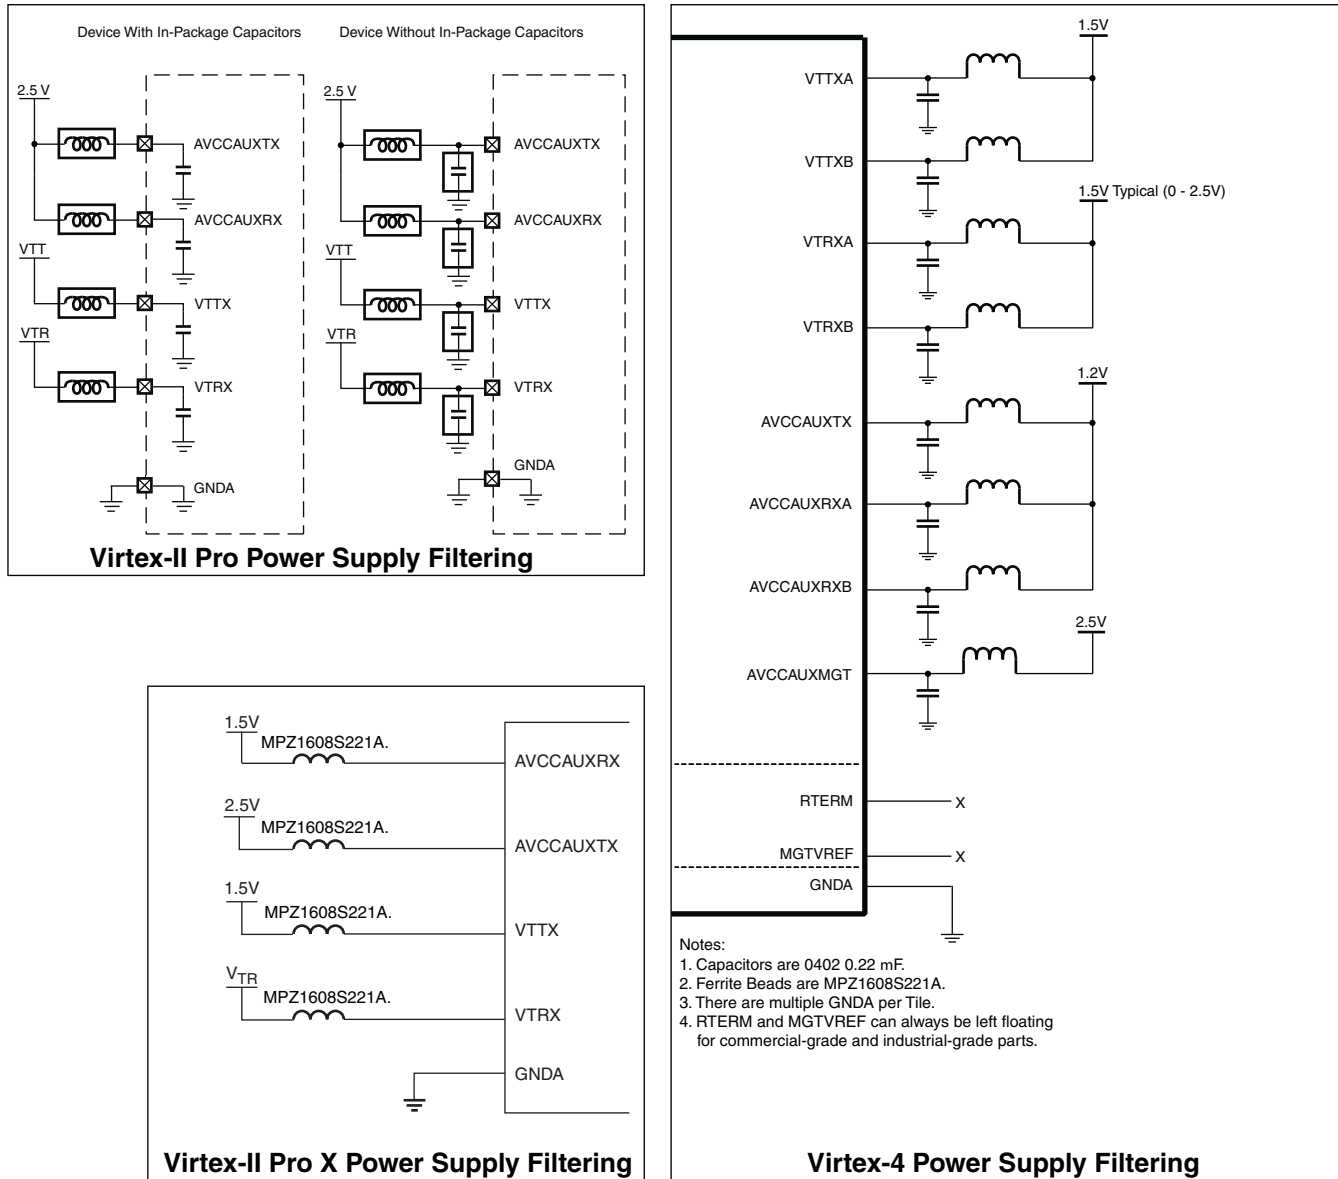 Device With In-Package Capacitors
Device Without In-Package Capacitors
2.5 V
AVCCAUXTX
AVCCAUXRX
VTT
VTTX
VTR
VTRX
GNDA
2.5 V
AVCCAUXTX
AVCCAUXRX
VTT
VTTX
VTR
VTRX
GNDA
Virtex-II Pro Power Supply Filtering
1.5V
MPZ1608S221A.
AVCCAUXRX
2.5V
MPZ1608S221A.
AVCCAUXTX
1.5V
MPZ1608S221A.
VTTX
VTR
MPZ1608S221A.
VTRX
GNDA
Virtex-II Pro X Power Supply Filtering
1.5V
VTTXA
VTTXB
1.5V Typical (0 - 2.5V)
VTRXA
VTRXB
1.2V
AVCCAUXTX
AVCCAUXRXA
AVCCAUXRXB
2.5V
AVCCAUXMGT
RTERM
X
MGTVREF
X
GNDA
Notes:
1. Capacitors are 0402 0.22 mF.
2. Ferrite Beads are MPZ1608S221A.
3. There are multiple GNDA per Tile.
4. RTERM and MGTVREF can always be left floating
for commercial-grade and industrial-grade parts.
Virtex-4 Power Supply Filtering